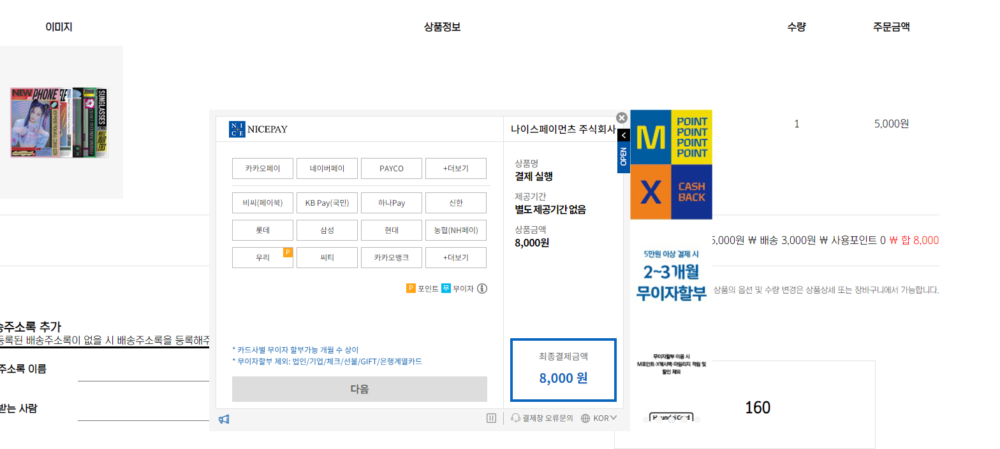 이미지 상품정보 수량 주문금액
NEW PHONE
SUNGLASSES
1 5,000원
NICE NICEPAY
나이스페이먼츠 주식회사
OPEN
카카오페이 네이버페이 PAYCO +더보기
비씨(페이북) KB Pay(국민) 하나Pay 신한
롯데 삼성 현대 농협(NH페이)
우리 P 씨티 카카오뱅크 +더보기
P 포인트 무 무이자
* 카드사별 무이자 할부가능 개월 수 상이
* 무이자할부 제외: 법인/기업/체크/선불/GIFT/은행계열카드
다음
상품명
결제 실행
제공기간
별도 제공기간 없음
상품금액
8,000원
최종결제금액
8,000 원
결제창 오류문의 KOR
M POINT
POINT
POINT
POINT
X CASH
BACK
5만원 이상 결제 시
2~3개월
무이자할부
무이자할부 이용 시
M포인트·X캐시백·마일리지 적립 및
할인 제외
5,000원 ₩ 배송 3,000원 ₩ 사용포인트 0 ₩ 합 8,000
상품의 옵션 및 수량 변경은 상품상세 또는 장바구니에서 가능합니다.
송주소록 추가
등록된 배송주소록이 없을 시 배송주소록을 등록해주
주소록 이름
받는 사람
160